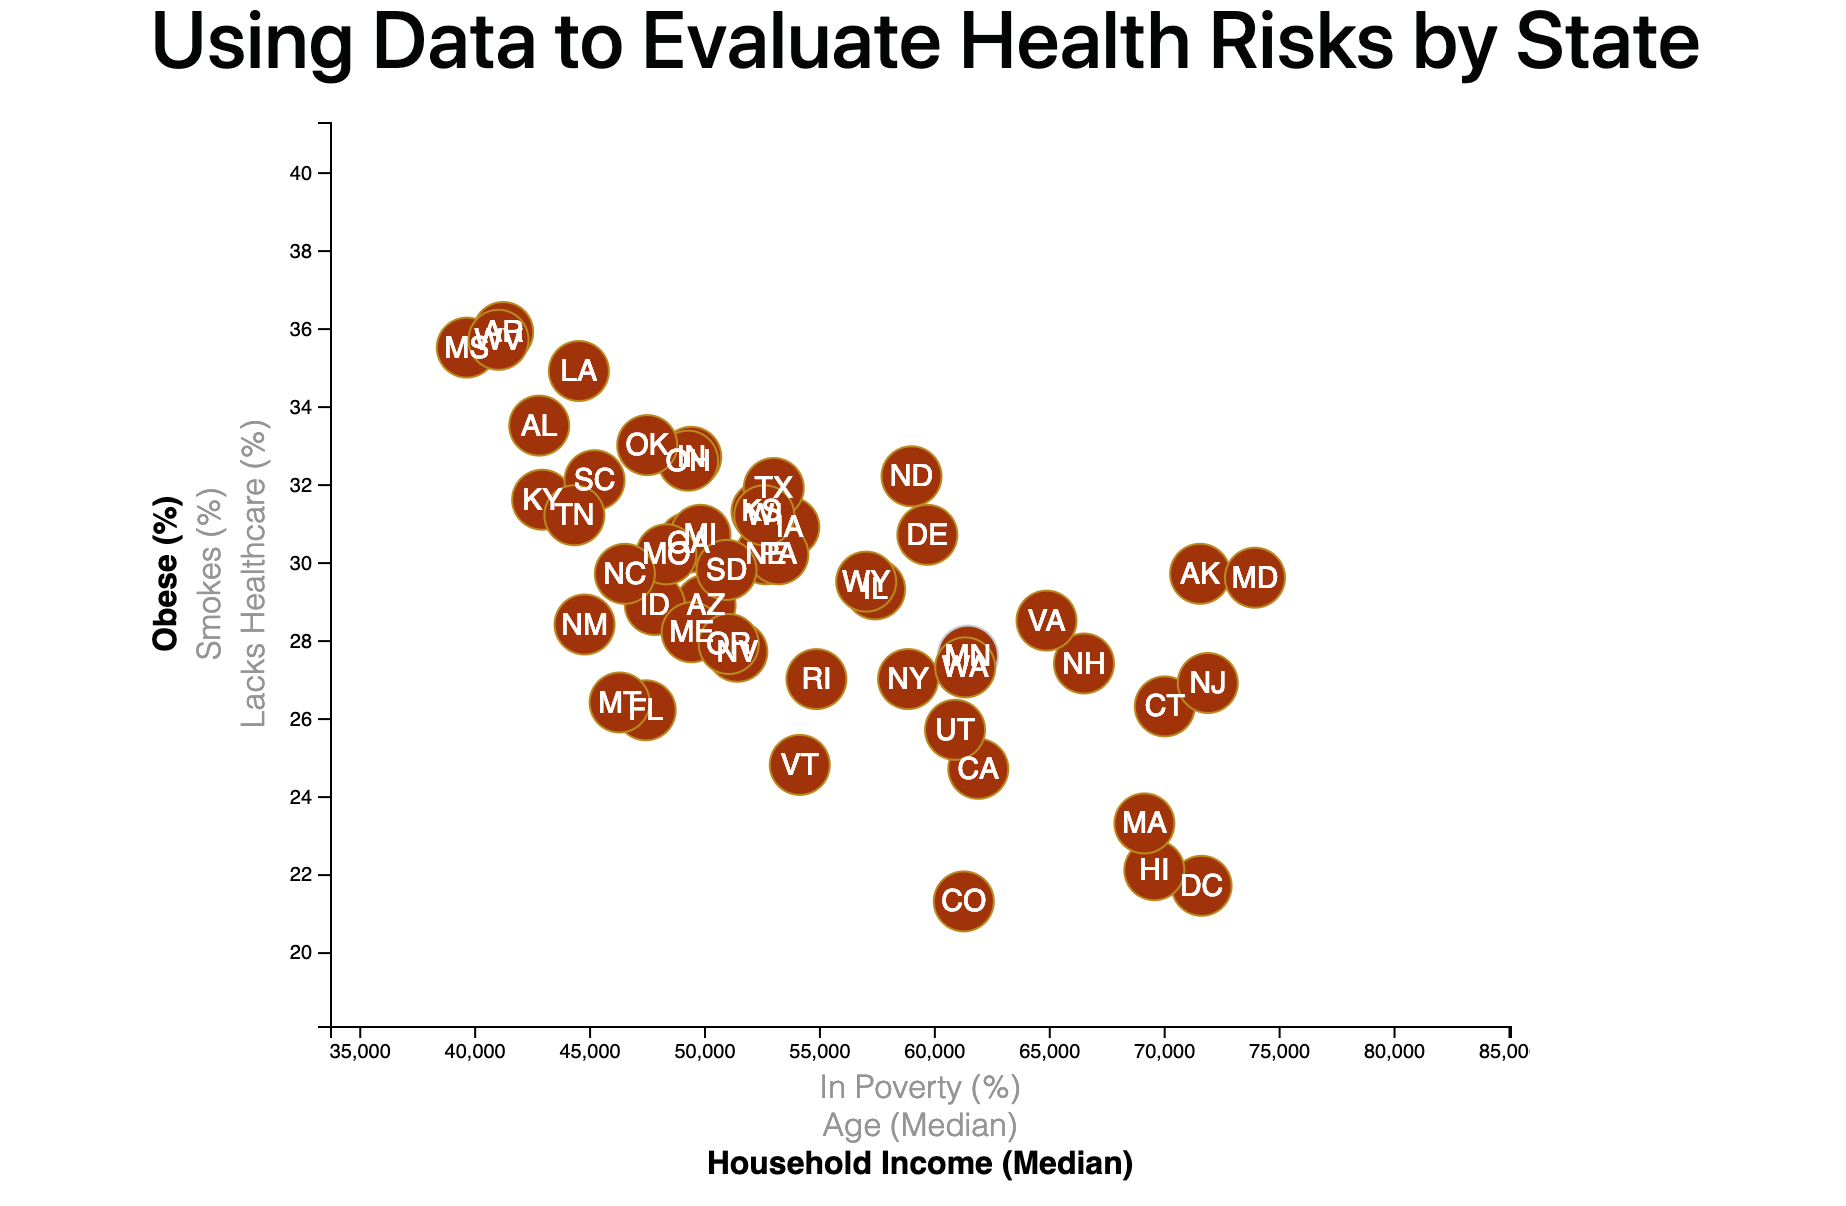 Using Data to Evaluate Health Risks by State
40
38
36
34
32
30
28
26
24
22
20
Obese (%)
Smokes (%)
Lacks Healthcare (%)
AR
MS
WV
LA
AL
OK
IN
OH
SC
KY
TN
TX
KS
WI
IA
ND
DE
MI
GA
MO
NE
PA
SD
NC
ID
AZ
NM
ME
OR
NV
WY
IL
AK
MD
VA
MN
WA
NH
RI
NY
NJ
CT
MT
FL
UT
VT
CA
MA
HI
DC
CO
35,000 40,000 45,000 50,000 55,000 60,000 65,000 70,000 75,000 80,000 85,00
In Poverty (%)
Age (Median)
Household Income (Median)